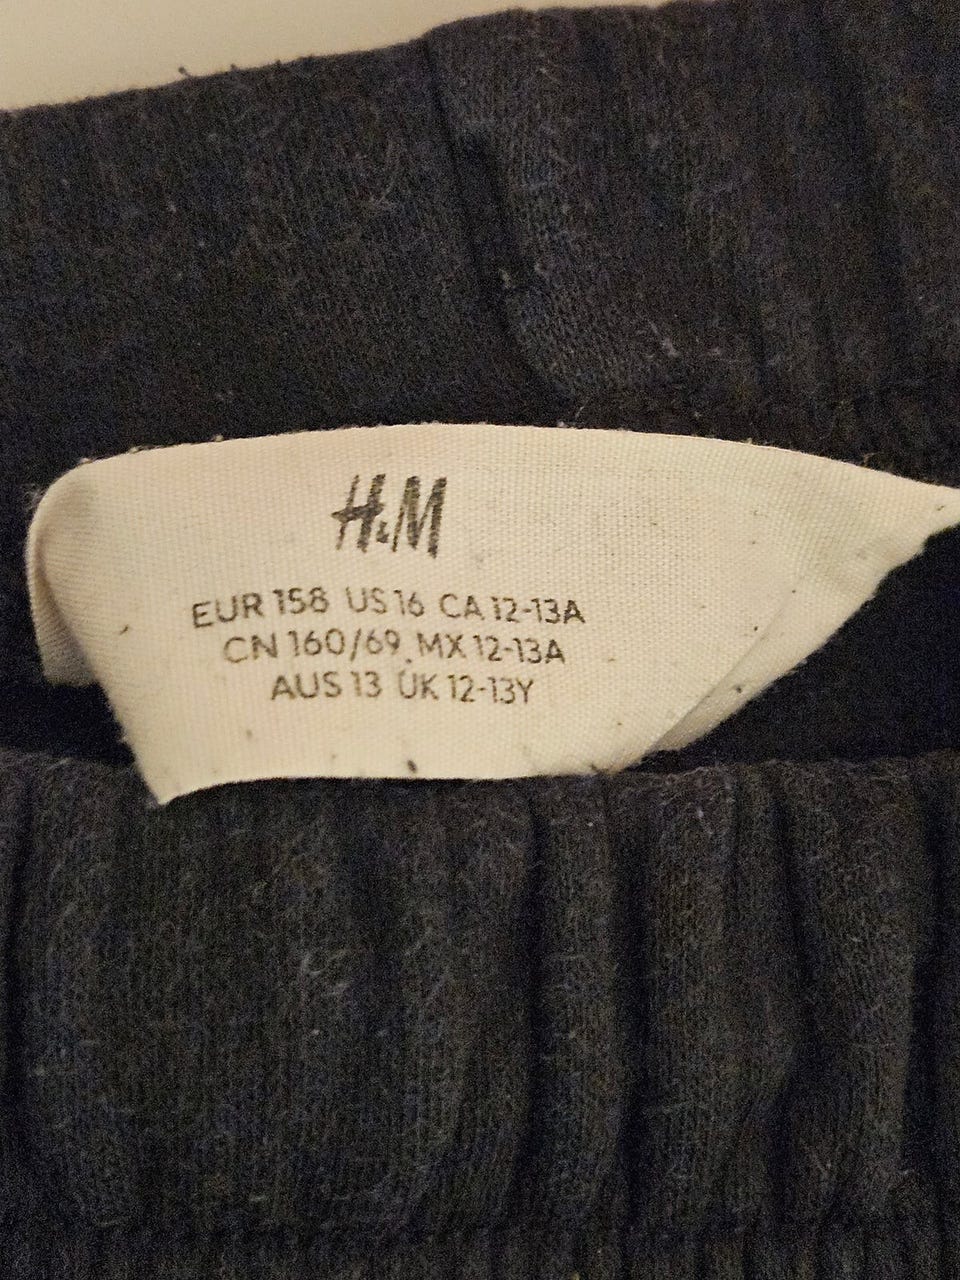 H&M
EUR 158 US 16 CA 12-13A
CN 160/69 MX 12-13A
AUS 13 UK 12-13Y